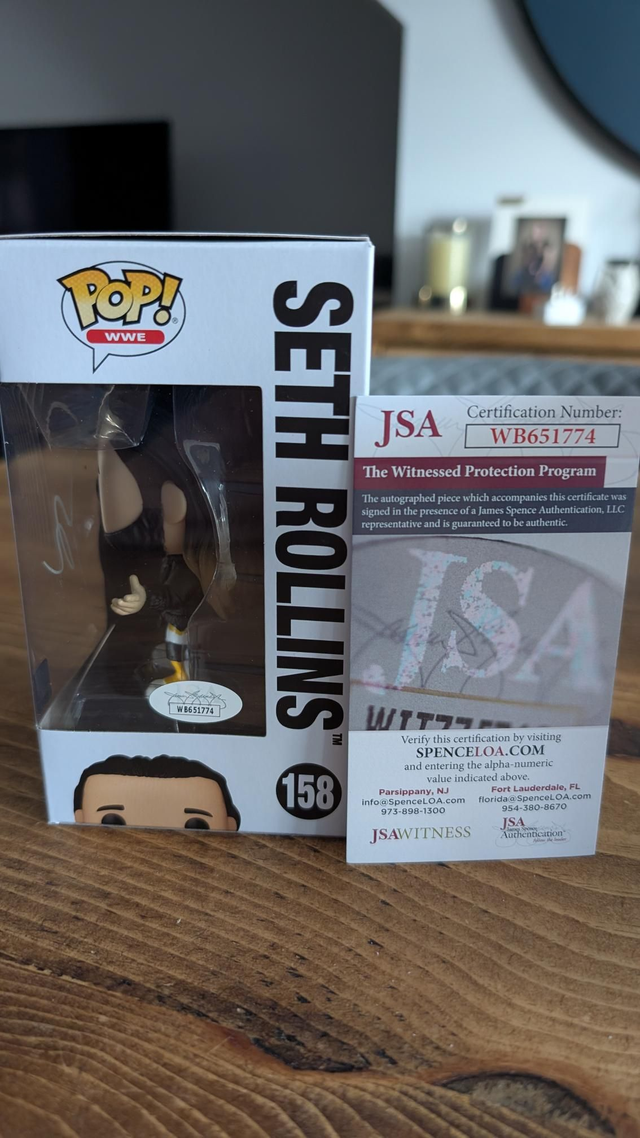 POP!
®
WWE
SETH ROLLINS™
158
WB651774
JSA
Certification Number:
WB651774
The Witnessed Protection Program
The autographed piece which accompanies this certificate was
signed in the presence of a James Spence Authentication, LLC
representative and is guaranteed to be authentic.
JSA
Verify this certification by visiting
SPENCELOA.COM
and entering the alpha-numeric
value indicated above.
Parsippany, NJ
info@SpenceLOA.com
973-898-1300
Fort Lauderdale, FL
florida@SpenceLOA.com
954-380-8670
JSAWITNESS
JSA
Authentication